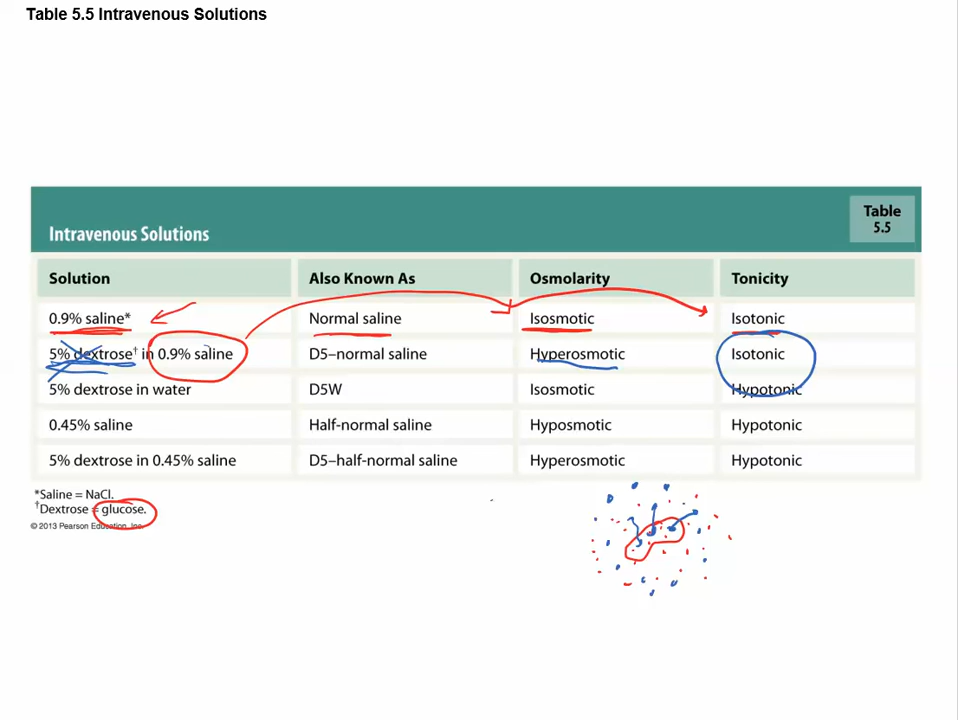 Table 5.5 Intravenous Solutions
Table
5.5
Intravenous Solutions
Solution Also Known As Osmolarity Tonicity
0.9% saline* Normal saline Isosmotic Isotonic
5% dextrose† in 0.9% saline D5–normal saline Hyperosmotic Isotonic
5% dextrose in water D5W Isosmotic Hypotonic
0.45% saline Half-normal saline Hyposmotic Hypotonic
5% dextrose in 0.45% saline D5–half-normal saline Hyperosmotic Hypotonic
*Saline = NaCl.
†Dextrose = glucose.
© 2013 Pearson Education, Inc.